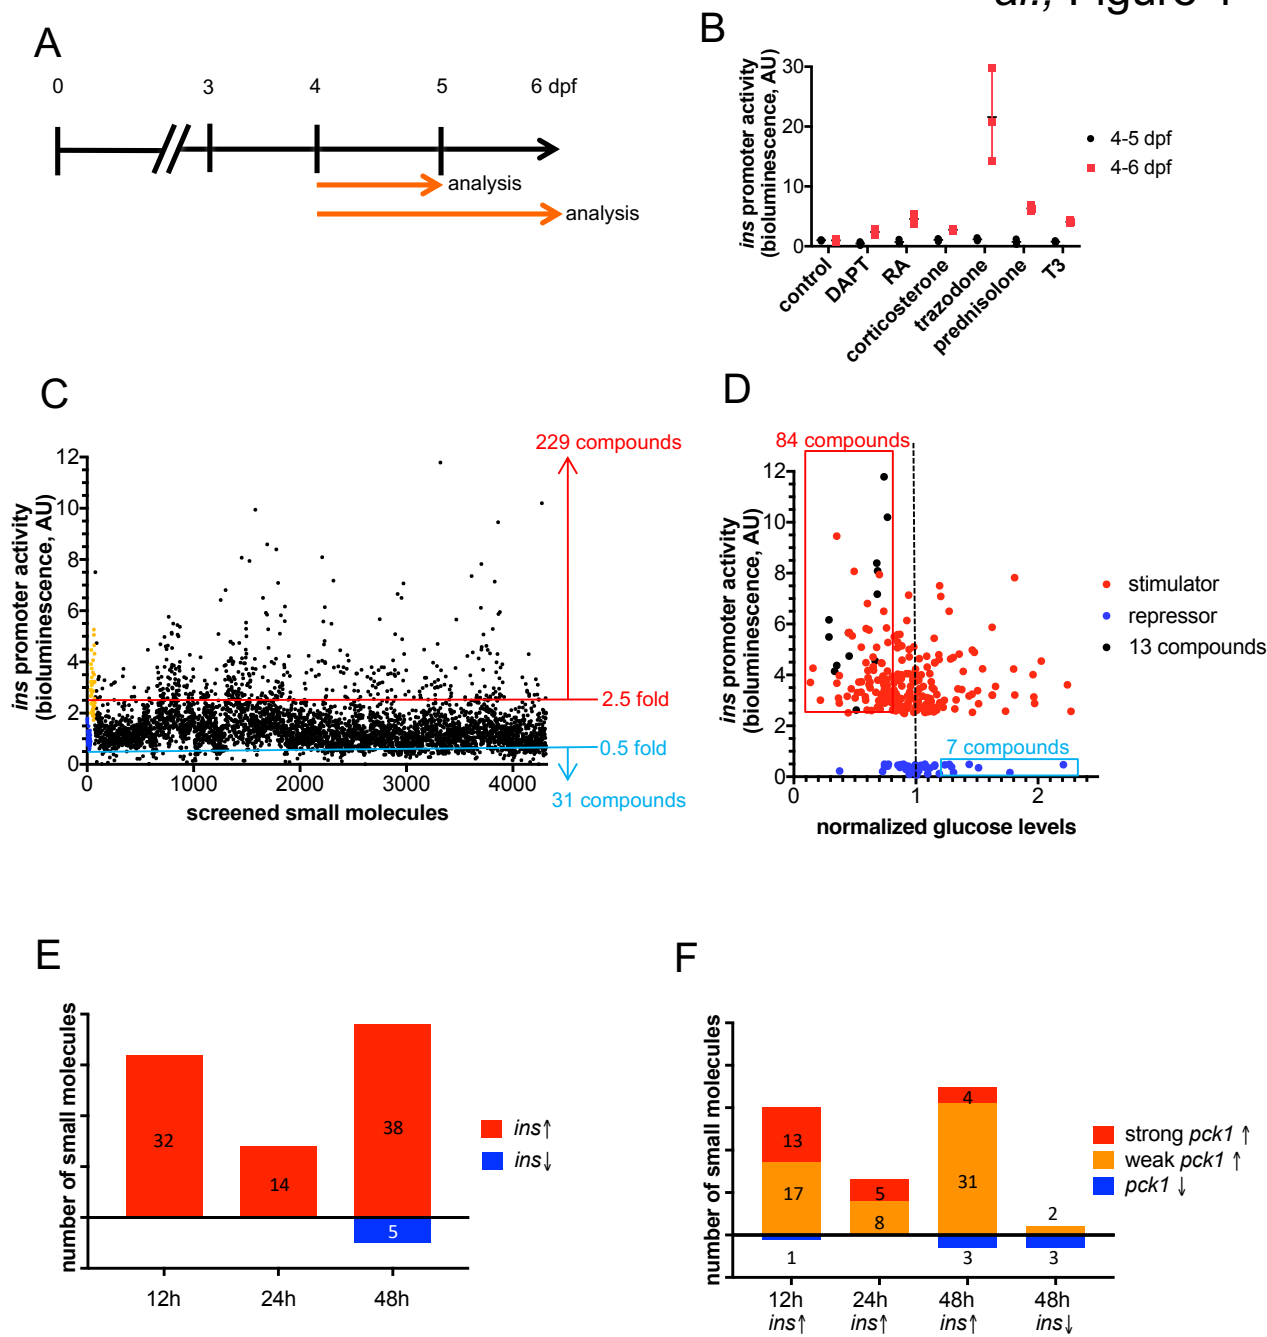 al., Figure 1
A
0 3 4 5 6 dpf
analysis
analysis
B
ins promoter activity
(bioluminescence, AU)
30
20
10
0
control
DAPT
RA
corticosterone
trazodone
prednisolone
T3
4-5 dpf
4-6 dpf
C
229 compounds
ins promoter activity
(bioluminescence, AU)
12
10
8
6
4
2
0
2.5 fold
0.5 fold
31 compounds
0 1000 2000 3000 4000
screened small molecules
D
84 compounds
ins promoter activity
(bioluminescence, AU)
12
10
8
6
4
2
0
7 compounds
0 1 2
normalized glucose levels
stimulator
repressor
13 compounds
E
number of small molecules
32
14
38
5
12h 24h 48h
ins↑
ins↓
F
number of small molecules
13
17
1
5
8
4
31
3
2
3
12h 24h 48h 48h
ins↑ ins↑ ins↑ ins↓
strong pck1 ↑
weak pck1 ↑
pck1 ↓